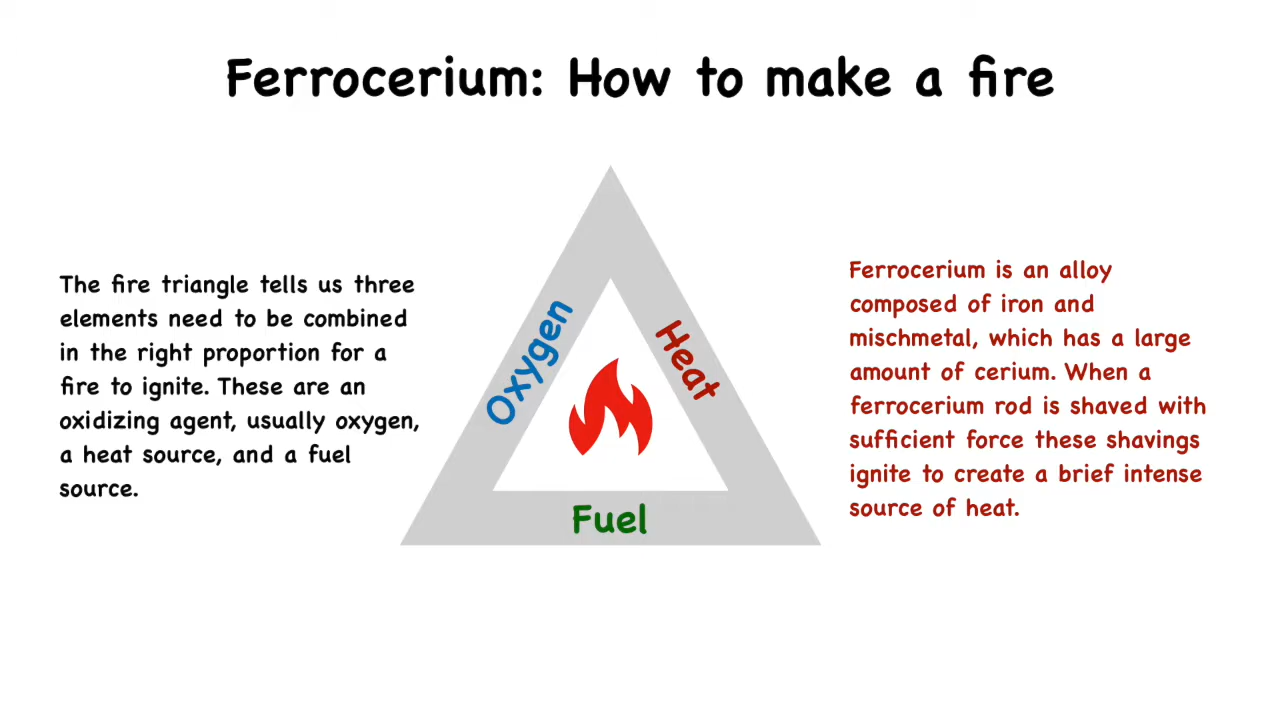 Ferrocerium: How to make a fire
The fire triangle tells us three
elements need to be combined
in the right proportion for a
fire to ignite. These are an
oxidizing agent, usually oxygen,
a heat source, and a fuel
source.
Oxygen
Heat
Fuel
Ferrocerium is an alloy
composed of iron and
mischmetal, which has a large
amount of cerium. When a
ferrocerium rod is shaved with
sufficient force these shavings
ignite to create a brief intense
source of heat.